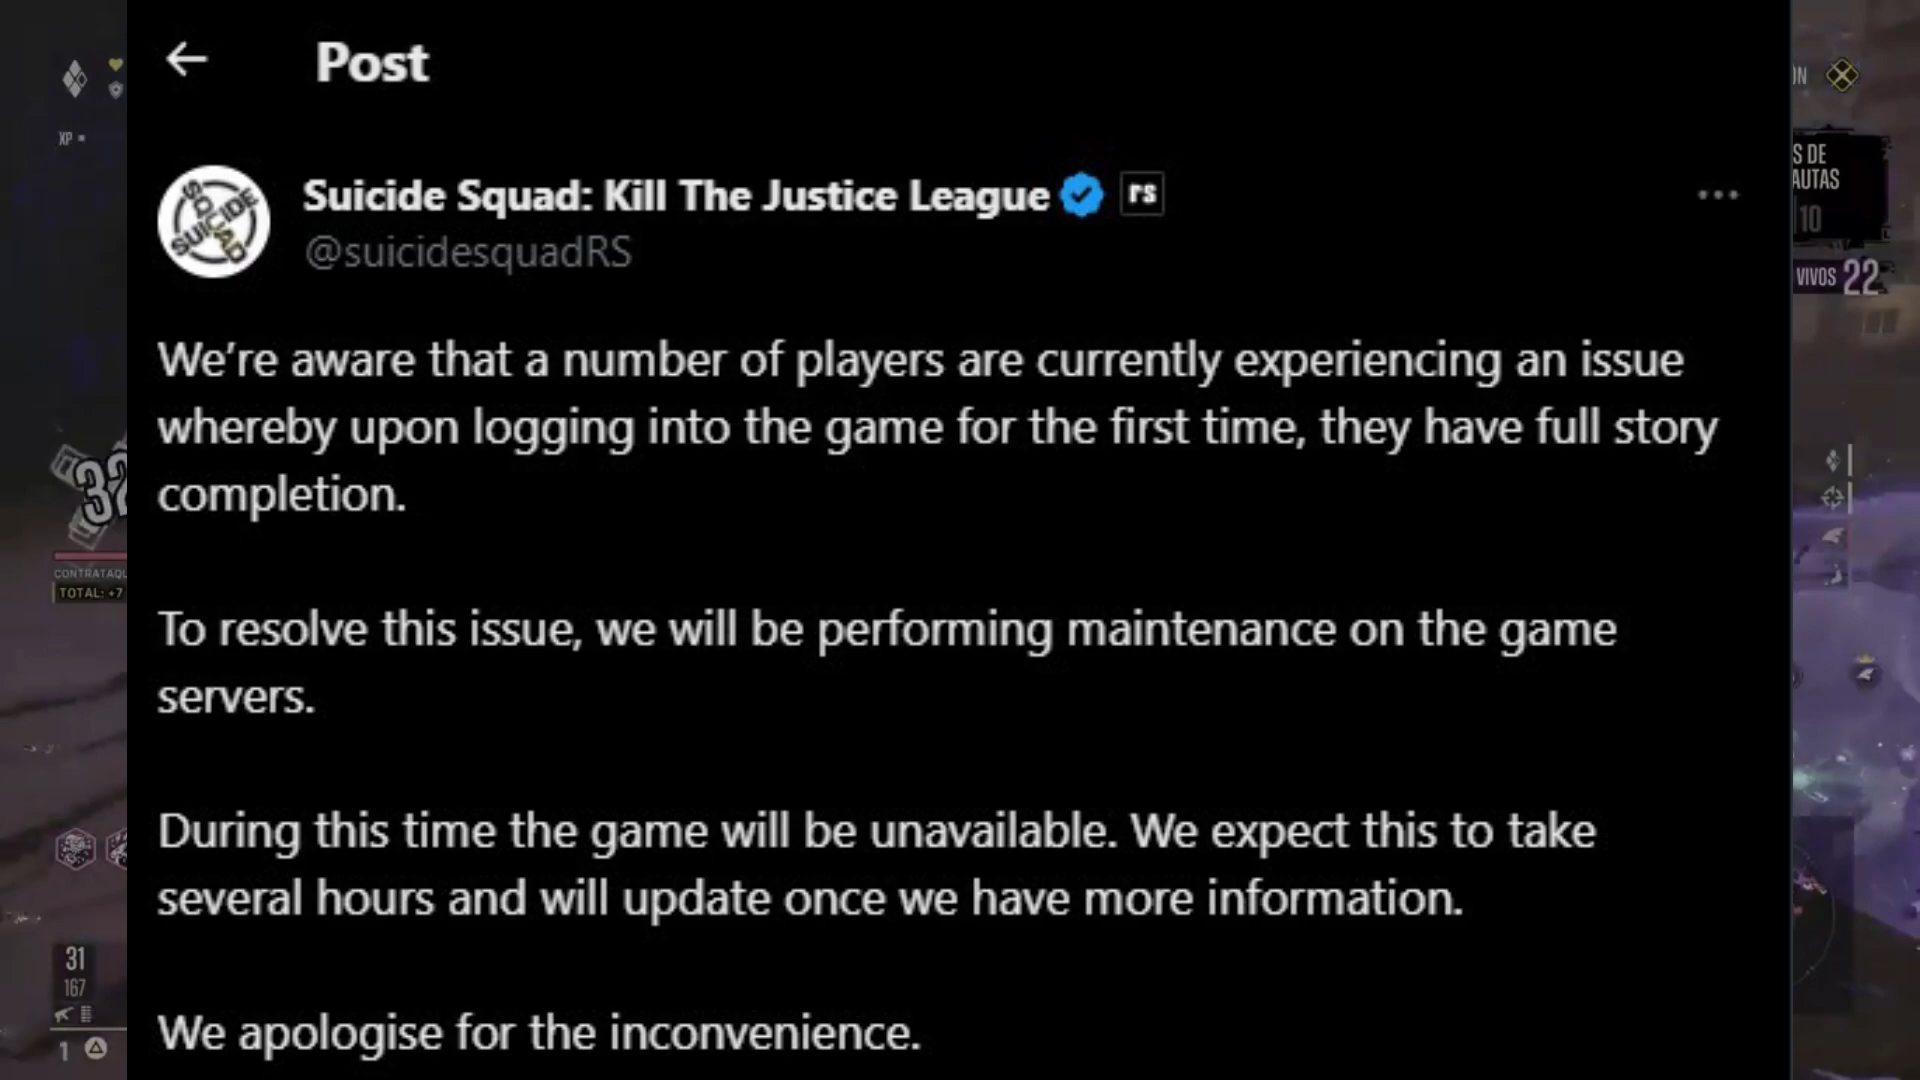 Post
Suicide Squad: Kill The Justice League rs
@suicidesquadRS
We’re aware that a number of players are currently experiencing an issue
whereby upon logging into the game for the first time, they have full story
completion.
To resolve this issue, we will be performing maintenance on the game
servers.
During this time the game will be unavailable. We expect this to take
several hours and will update once we have more information.
We apologise for the inconvenience.
SUICIDE
SQUAD
XP
32
CONTRATAQU
TOTAL: +7
31
167
1
ÓN
S DE
AUTAS
10
VIVOS 22